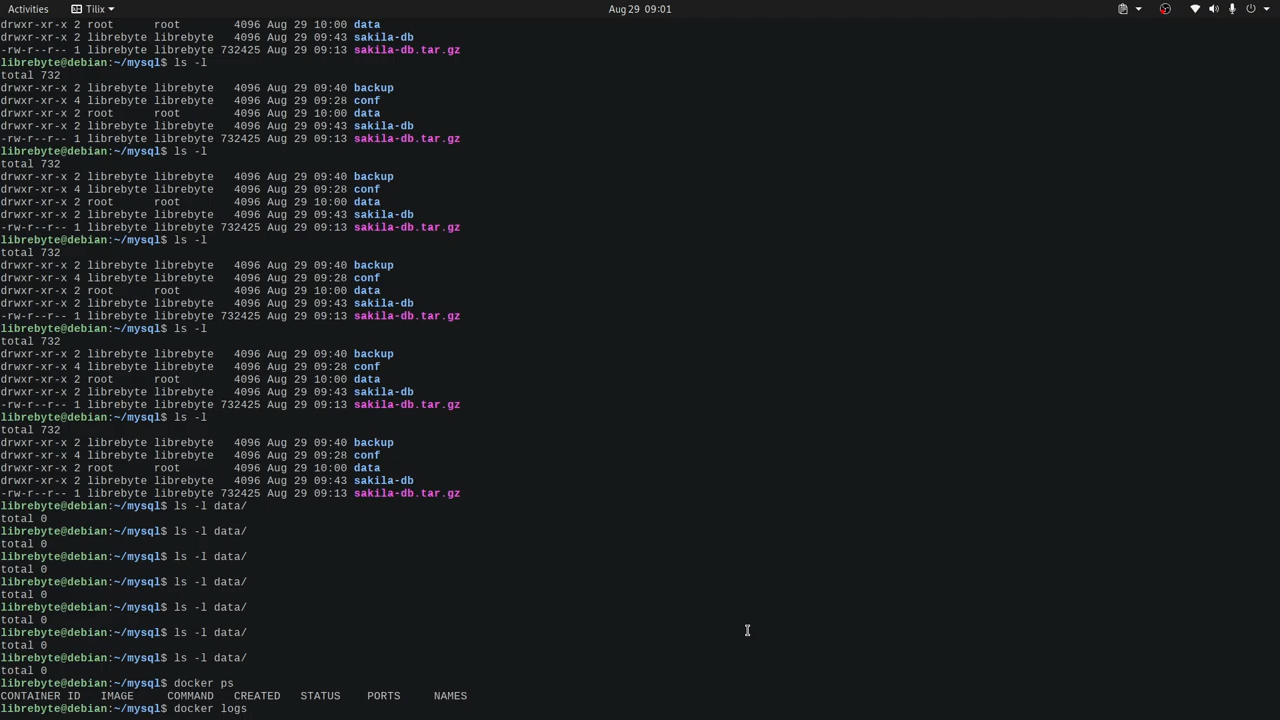 Activities Tilix Aug 29 09:01
drwxr-xr-x 2 root      root        4096 Aug 29 10:00 data
drwxr-xr-x 2 librebyte librebyte   4096 Aug 29 09:43 sakila-db
-rw-r--r-- 1 librebyte librebyte 732425 Aug 29 09:13 sakila-db.tar.gz
librebyte@debian:~/mysql$ ls -l
total 732
drwxr-xr-x 2 librebyte librebyte   4096 Aug 29 09:40 backup
drwxr-xr-x 4 librebyte librebyte   4096 Aug 29 09:28 conf
drwxr-xr-x 2 root      root        4096 Aug 29 10:00 data
drwxr-xr-x 2 librebyte librebyte   4096 Aug 29 09:43 sakila-db
-rw-r--r-- 1 librebyte librebyte 732425 Aug 29 09:13 sakila-db.tar.gz
librebyte@debian:~/mysql$ ls -l
total 732
drwxr-xr-x 2 librebyte librebyte   4096 Aug 29 09:40 backup
drwxr-xr-x 4 librebyte librebyte   4096 Aug 29 09:28 conf
drwxr-xr-x 2 root      root        4096 Aug 29 10:00 data
drwxr-xr-x 2 librebyte librebyte   4096 Aug 29 09:43 sakila-db
-rw-r--r-- 1 librebyte librebyte 732425 Aug 29 09:13 sakila-db.tar.gz
librebyte@debian:~/mysql$ ls -l
total 732
drwxr-xr-x 2 librebyte librebyte   4096 Aug 29 09:40 backup
drwxr-xr-x 4 librebyte librebyte   4096 Aug 29 09:28 conf
drwxr-xr-x 2 root      root        4096 Aug 29 10:00 data
drwxr-xr-x 2 librebyte librebyte   4096 Aug 29 09:43 sakila-db
-rw-r--r-- 1 librebyte librebyte 732425 Aug 29 09:13 sakila-db.tar.gz
librebyte@debian:~/mysql$ ls -l
total 732
drwxr-xr-x 2 librebyte librebyte   4096 Aug 29 09:40 backup
drwxr-xr-x 4 librebyte librebyte   4096 Aug 29 09:28 conf
drwxr-xr-x 2 root      root        4096 Aug 29 10:00 data
drwxr-xr-x 2 librebyte librebyte   4096 Aug 29 09:43 sakila-db
-rw-r--r-- 1 librebyte librebyte 732425 Aug 29 09:13 sakila-db.tar.gz
librebyte@debian:~/mysql$ ls -l
total 732
drwxr-xr-x 2 librebyte librebyte   4096 Aug 29 09:40 backup
drwxr-xr-x 4 librebyte librebyte   4096 Aug 29 09:28 conf
drwxr-xr-x 2 root      root        4096 Aug 29 10:00 data
drwxr-xr-x 2 librebyte librebyte   4096 Aug 29 09:43 sakila-db
-rw-r--r-- 1 librebyte librebyte 732425 Aug 29 09:13 sakila-db.tar.gz
librebyte@debian:~/mysql$ ls -l data/
total 0
librebyte@debian:~/mysql$ ls -l data/
total 0
librebyte@debian:~/mysql$ ls -l data/
total 0
librebyte@debian:~/mysql$ ls -l data/
total 0
librebyte@debian:~/mysql$ ls -l data/
total 0
librebyte@debian:~/mysql$ ls -l data/
total 0
librebyte@debian:~/mysql$ ls -l data/
total 0
librebyte@debian:~/mysql$ docker ps
CONTAINER ID   IMAGE     COMMAND   CREATED   STATUS    PORTS     NAMES
librebyte@debian:~/mysql$ docker logs